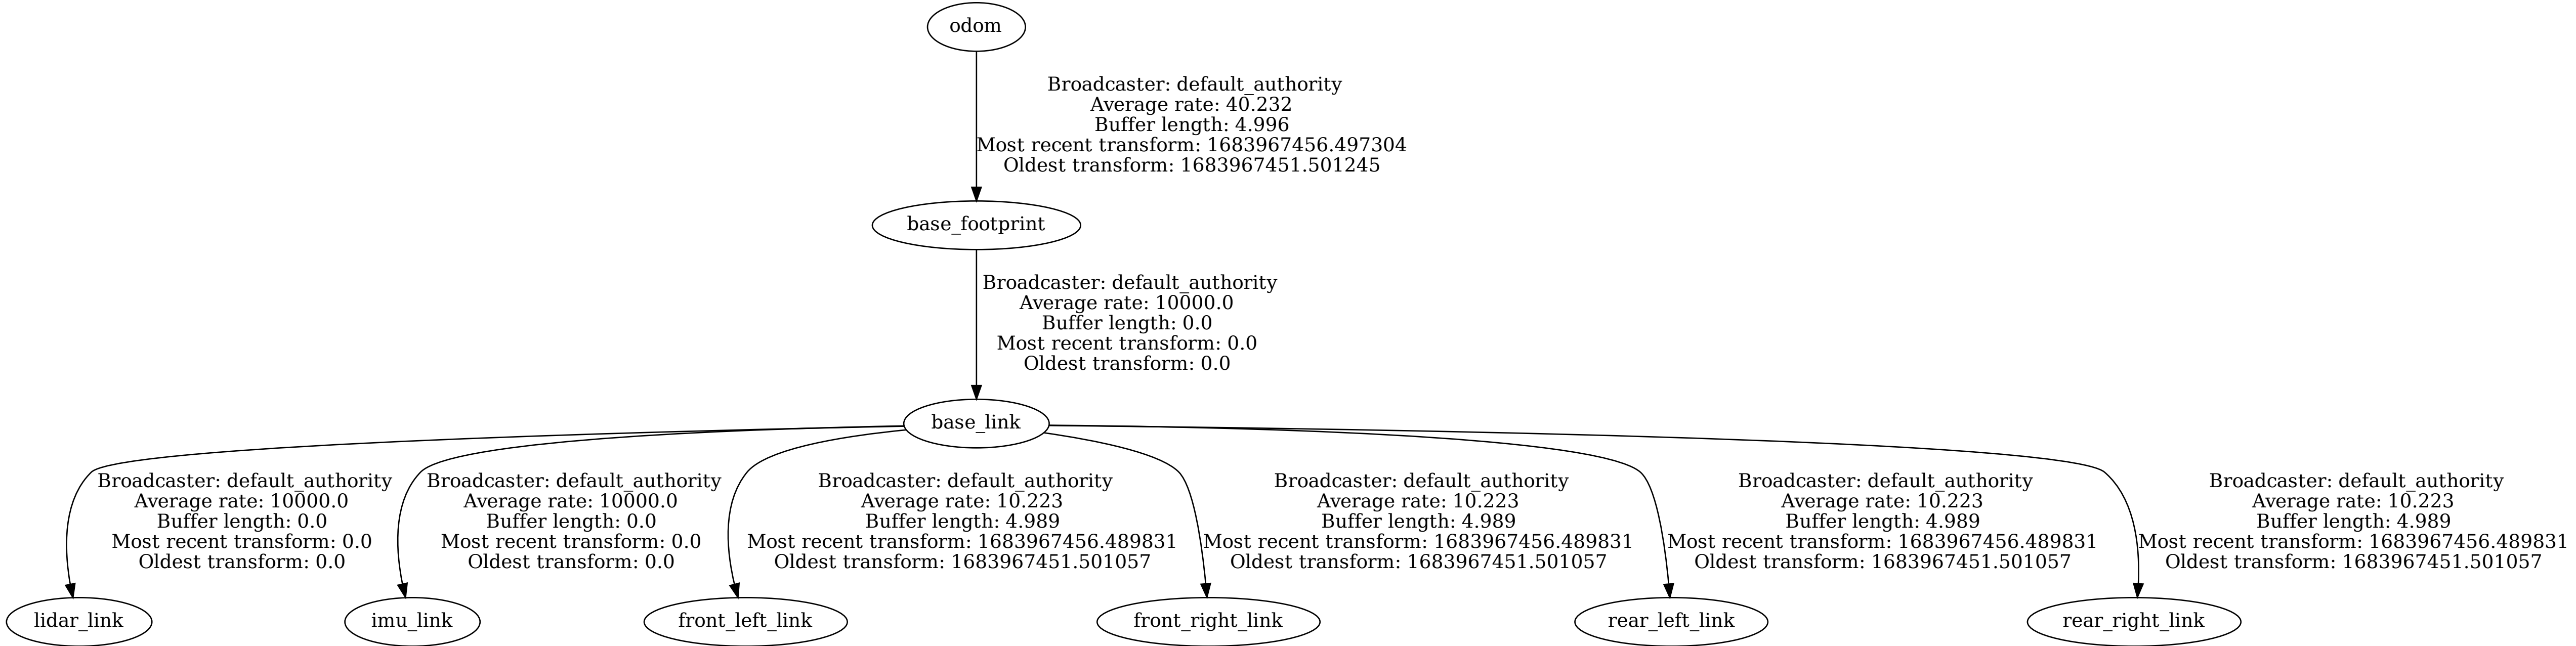 odom
Broadcaster: default_authority
Average rate: 40.232
Buffer length: 4.996
Most recent transform: 1683967456.497304
Oldest transform: 1683967451.501245
base_footprint
Broadcaster: default_authority
Average rate: 10000.0
Buffer length: 0.0
Most recent transform: 0.0
Oldest transform: 0.0
base_link
Broadcaster: default_authority
Average rate: 10000.0
Buffer length: 0.0
Most recent transform: 0.0
Oldest transform: 0.0
Broadcaster: default_authority
Average rate: 10000.0
Buffer length: 0.0
Most recent transform: 0.0
Oldest transform: 0.0
Broadcaster: default_authority
Average rate: 10.223
Buffer length: 4.989
Most recent transform: 1683967456.489831
Oldest transform: 1683967451.501057
Broadcaster: default_authority
Average rate: 10.223
Buffer length: 4.989
Most recent transform: 1683967456.489831
Oldest transform: 1683967451.501057
Broadcaster: default_authority
Average rate: 10.223
Buffer length: 4.989
Most recent transform: 1683967456.489831
Oldest transform: 1683967451.501057
Broadcaster: default_authority
Average rate: 10.223
Buffer length: 4.989
Most recent transform: 1683967456.489831
Oldest transform: 1683967451.501057
lidar_link
imu_link
front_left_link
front_right_link
rear_left_link
rear_right_link